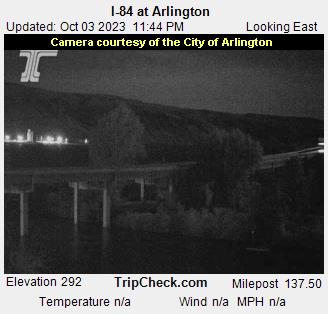 I-84 at Arlington
Updated: Oct 03 2023 11:44 PM Looking East
Camera courtesy of the City of Arlington
Elevation 292 TripCheck.com Milepost 137.50
Temperature n/a Wind n/a MPH n/a